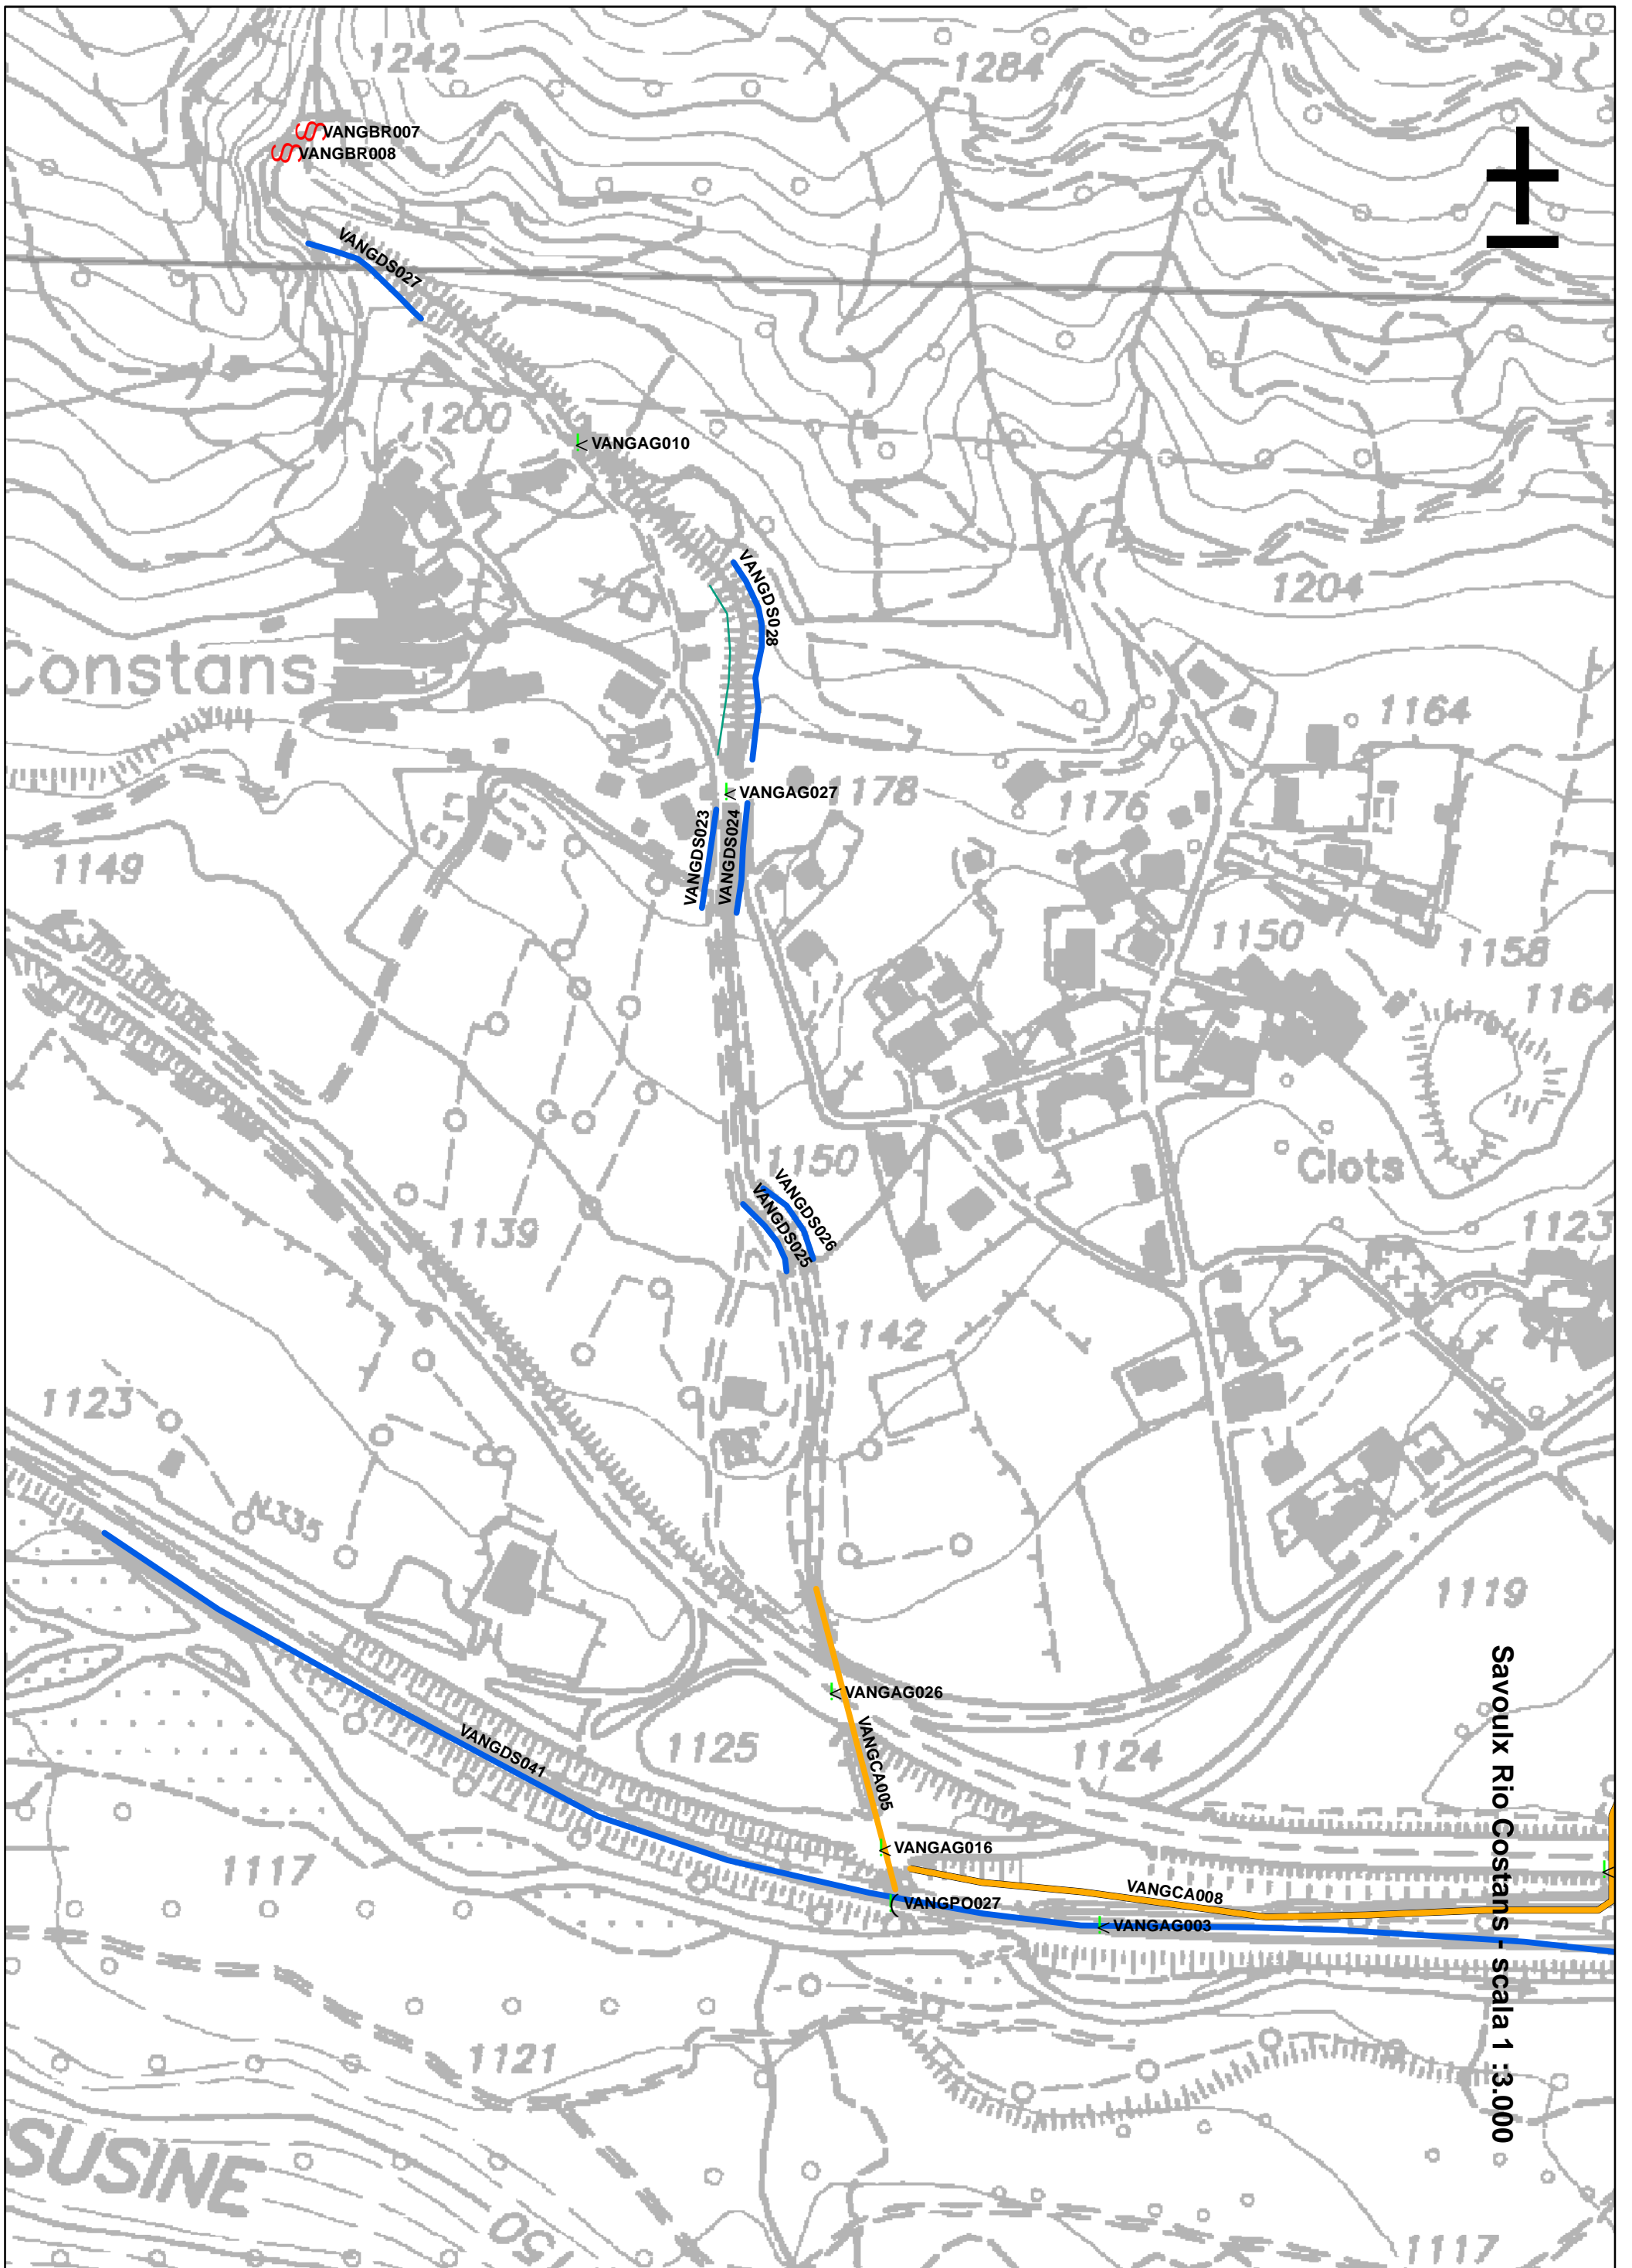 1242
1284
VANGBR007
VANGBR008
VANGDS027
1200
VANGAG010
VANGDS028
1204
Constans
1164
VANGAG027
1178
1176
VANGDS023
VANGDS024
1149
1150
1158
1164
1150
Clots
VANGDS026
VANGDS025
1139
1123
1142
1123
N.335
1119
Savoulx Rio Costans - scala 1 :3.000
VANGAG026
VANGCA005
1125
1124
VANGDS041
VANGAG016
1117
VANGCA008
VANGPO027
VANGAG003
1121
SUSINE
1117